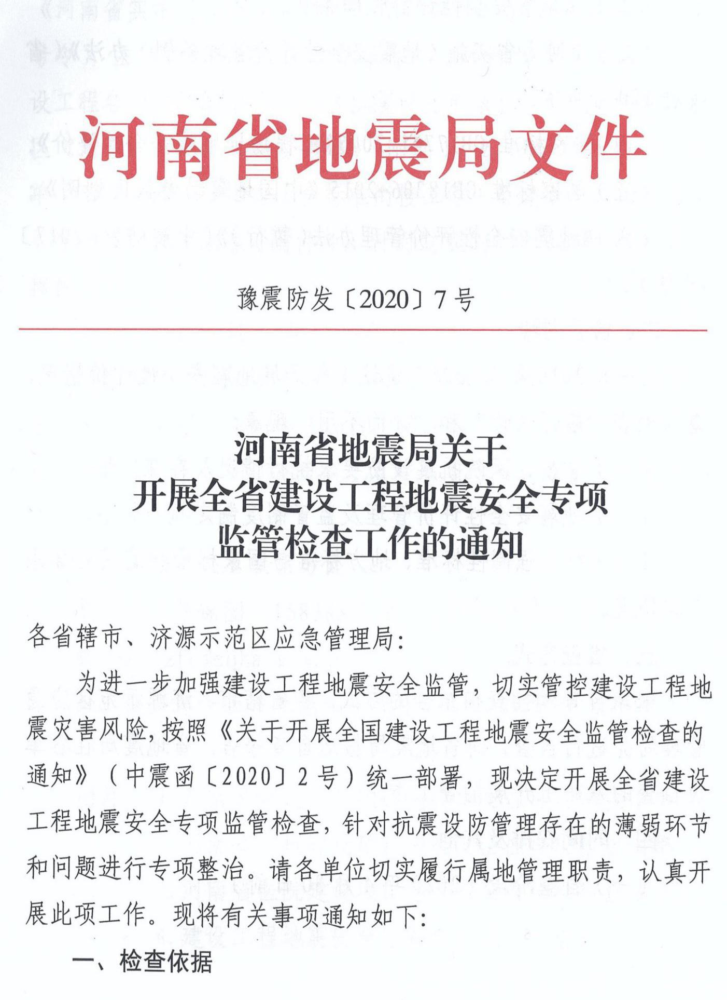 河南省地震局文件
豫震防发〔2020〕7号
河南省地震局关于
开展全省建设工程地震安全专项
监管检查工作的通知
各省辖市、济源示范区应急管理局：
为进一步加强建设工程地震安全监管，切实管控建设工程地
震灾害风险，按照《关于开展全国建设工程地震安全监管检查的
通知》（中震函〔2020〕2号）统一部署，现决定开展全省建设
工程地震安全专项监管检查，针对抗震设防管理存在的薄弱环节
和问题进行专项整治。请各单位切实履行属地管理职责，认真开
展此项工作。现将有关事项通知如下：
一、检查依据